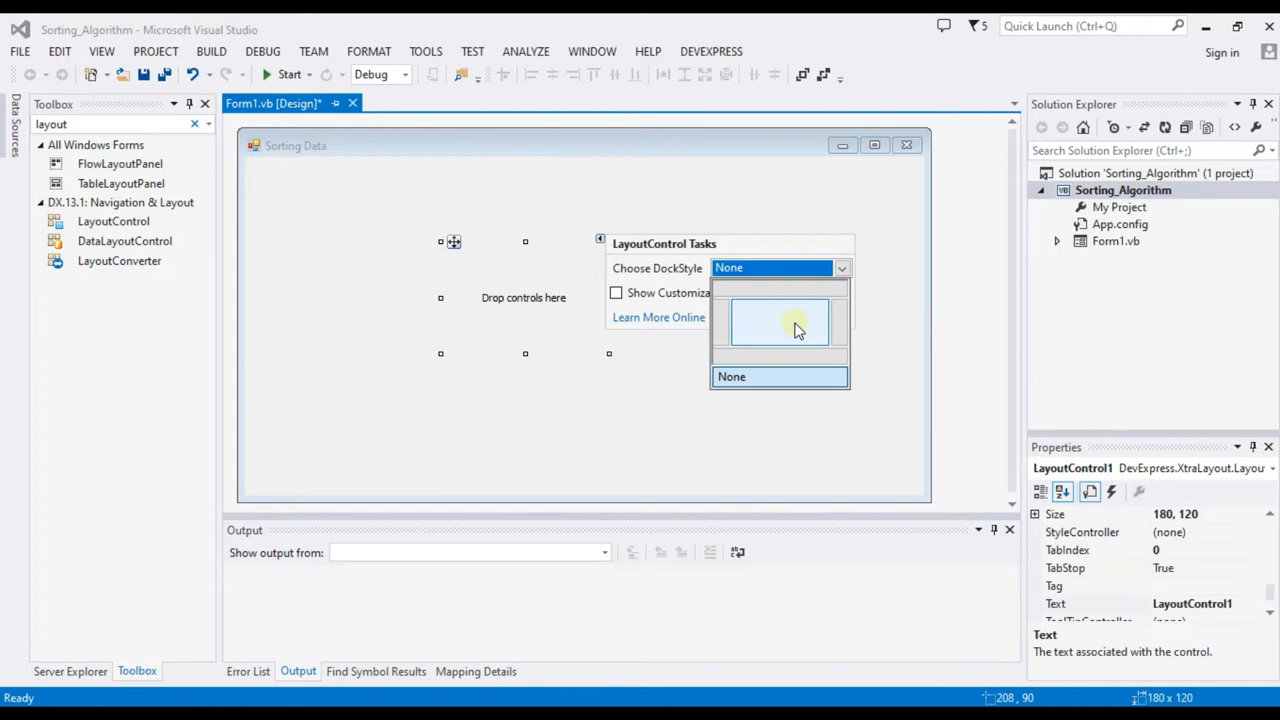 Sorting_Algorithm - Microsoft Visual Studio
5
Quick Launch (Ctrl+Q)
FILE EDIT VIEW PROJECT BUILD DEBUG TEAM FORMAT TOOLS TEST ANALYZE WINDOW HELP DEVEXPRESS
Sign in
Start
Debug
Data Sources
Toolbox
layout
All Windows Forms
FlowLayoutPanel
TableLayoutPanel
DX.13.1: Navigation & Layout
LayoutControl
DataLayoutControl
LayoutConverter
Server Explorer
Toolbox
Form1.vb [Design]*
Sorting Data
Drop controls here
LayoutControl Tasks
Choose DockStyle
None
Show Customiza
Learn More Online
None
Output
Show output from:
Error List
Output
Find Symbol Results
Mapping Details
Solution Explorer
Search Solution Explorer (Ctrl+;)
Solution 'Sorting_Algorithm' (1 project)
VB Sorting_Algorithm
My Project
App.config
Form1.vb
Properties
LayoutControl1 DevExpress.XtraLayout.Layou
Size 180, 120
StyleController (none)
TabIndex 0
TabStop True
Tag
Text LayoutControl1
Text
The text associated with the control.
Ready
208 , 90
180 x 120